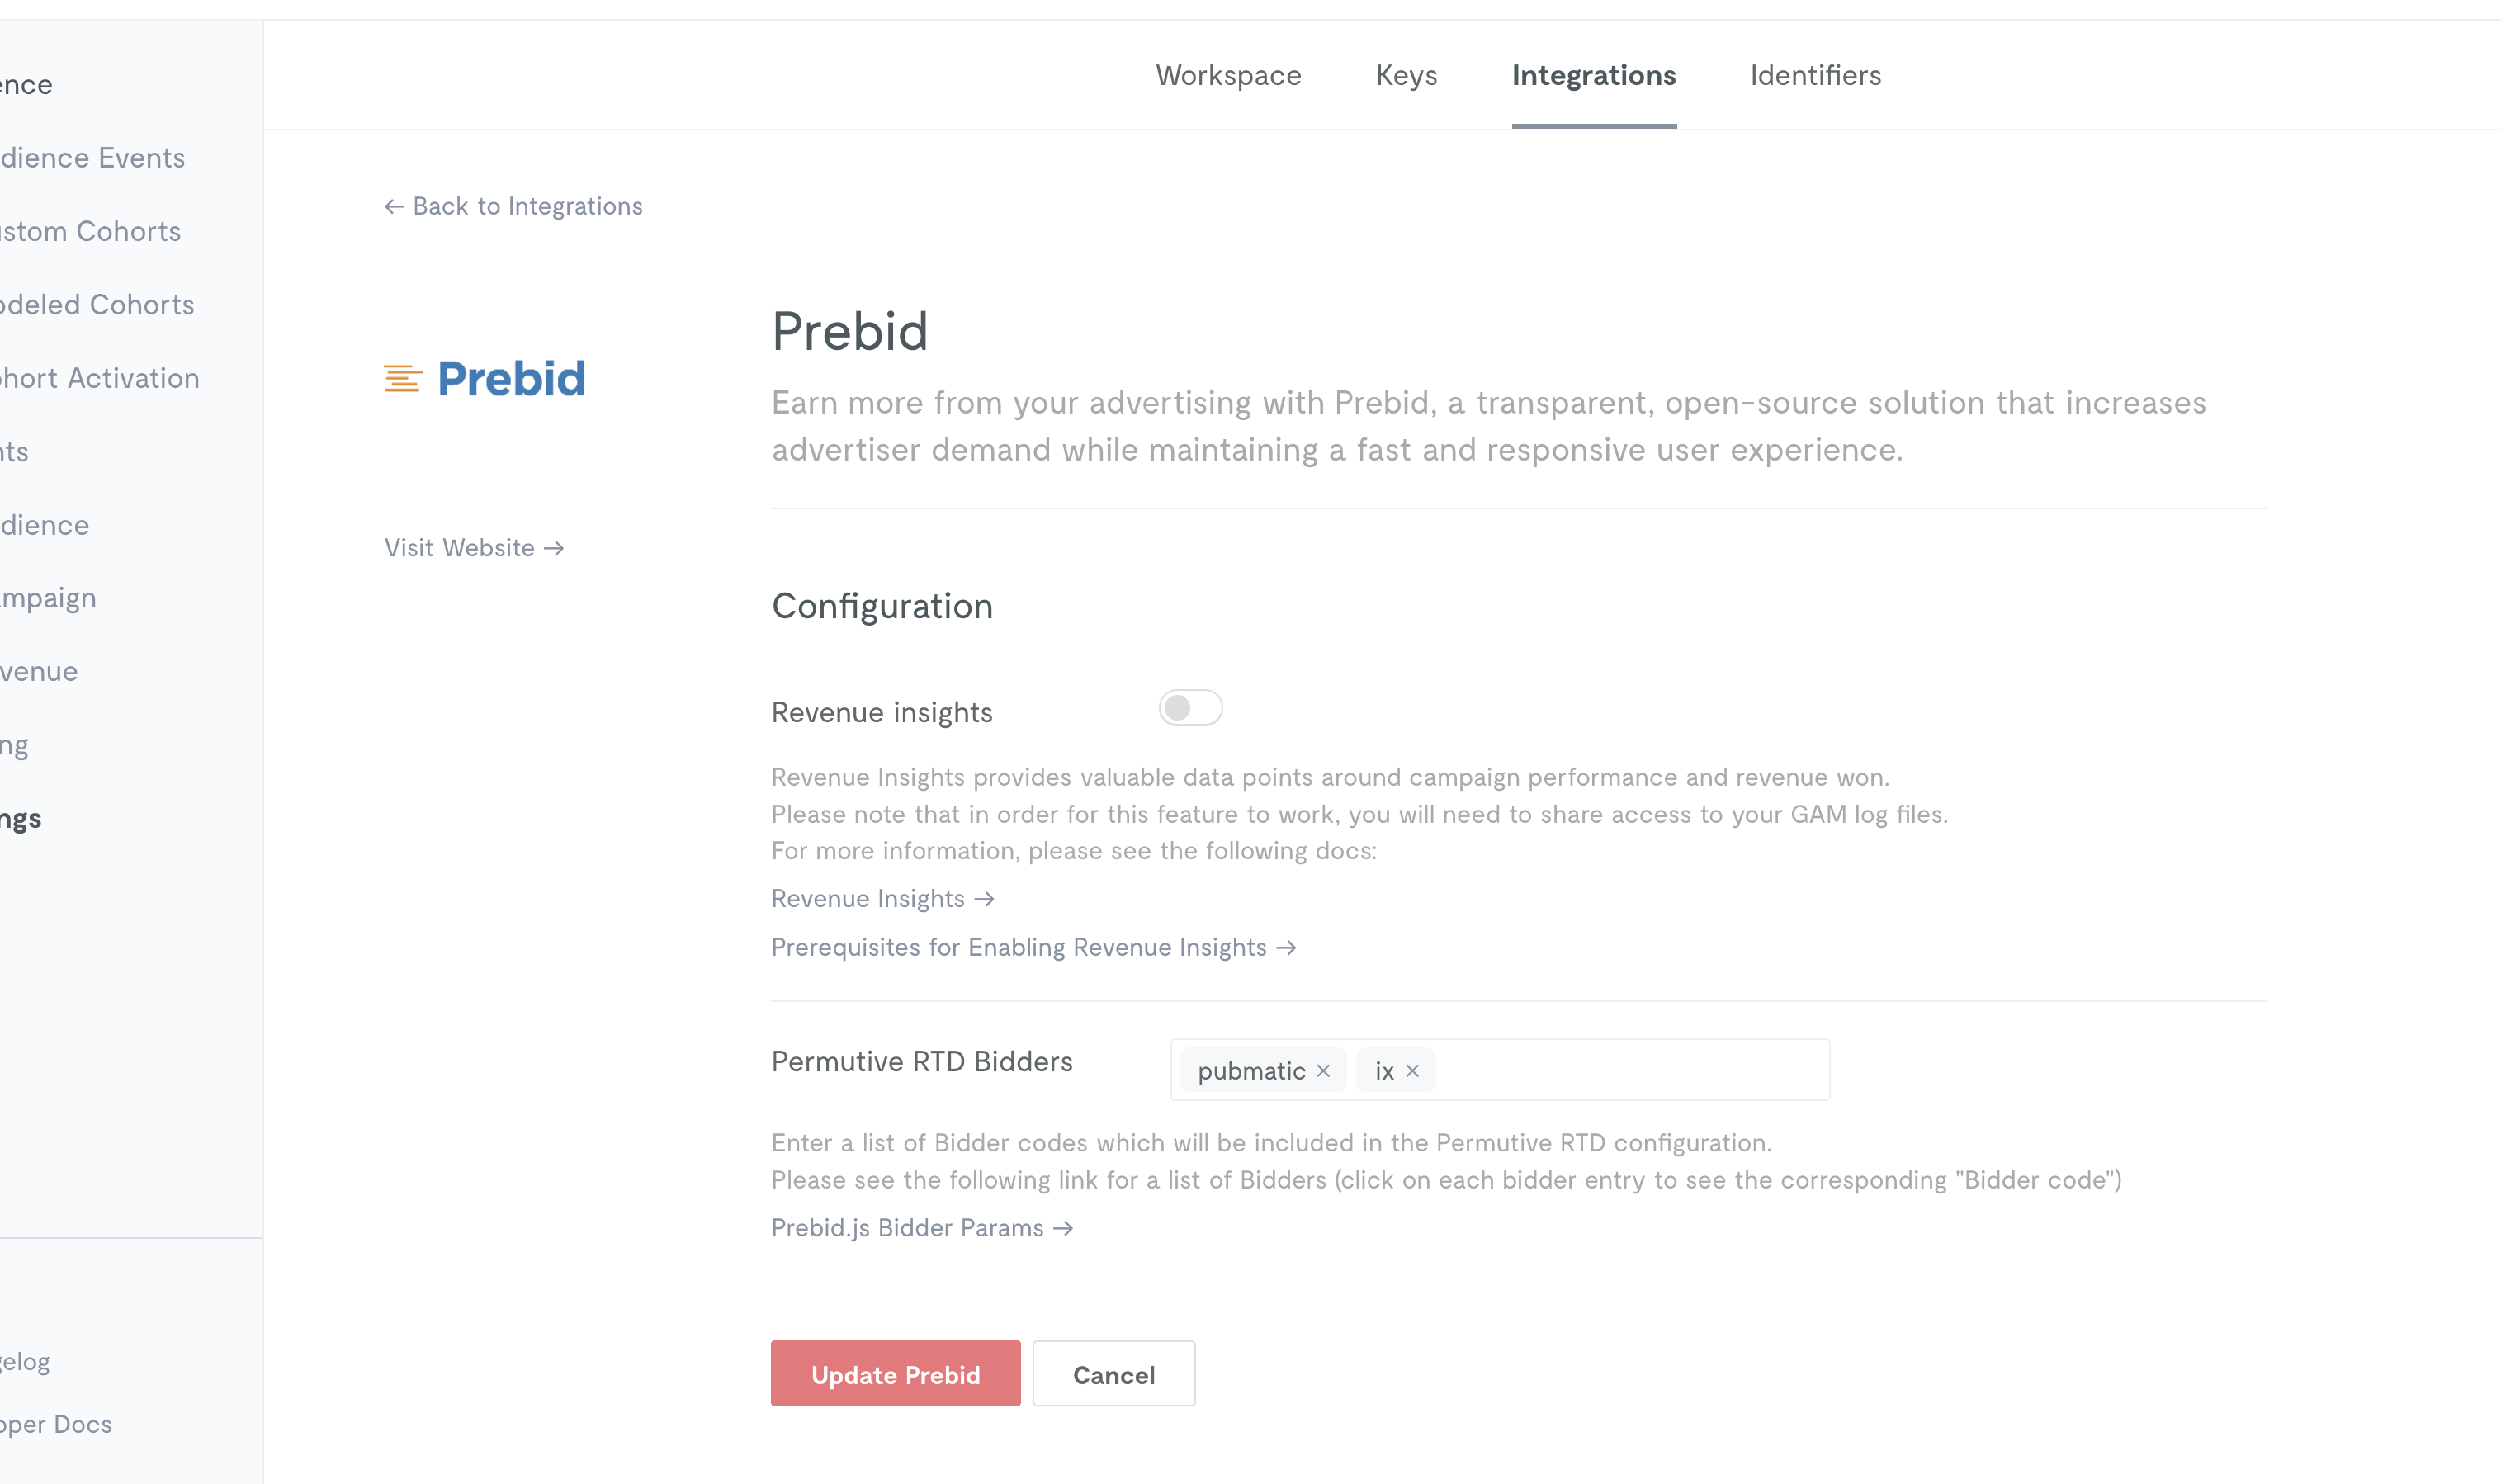 Workspace Keys Integrations Identifiers
ence
dience Events
ustom Cohorts
odeled Cohorts
ohort Activation
nts
dience
ampaign
venue
ng
ngs
gelog
oper Docs
← Back to Integrations
Prebid
Visit Website →
Prebid
Earn more from your advertising with Prebid, a transparent, open-source solution that increases
advertiser demand while maintaining a fast and responsive user experience.
Configuration
Revenue insights
Revenue Insights provides valuable data points around campaign performance and revenue won.
Please note that in order for this feature to work, you will need to share access to your GAM log files.
For more information, please see the following docs:
Revenue Insights →
Prerequisites for Enabling Revenue Insights →
Permutive RTD Bidders pubmatic × ix ×
Enter a list of Bidder codes which will be included in the Permutive RTD configuration.
Please see the following link for a list of Bidders (click on each bidder entry to see the corresponding "Bidder code")
Prebid.js Bidder Params →
Update Prebid Cancel